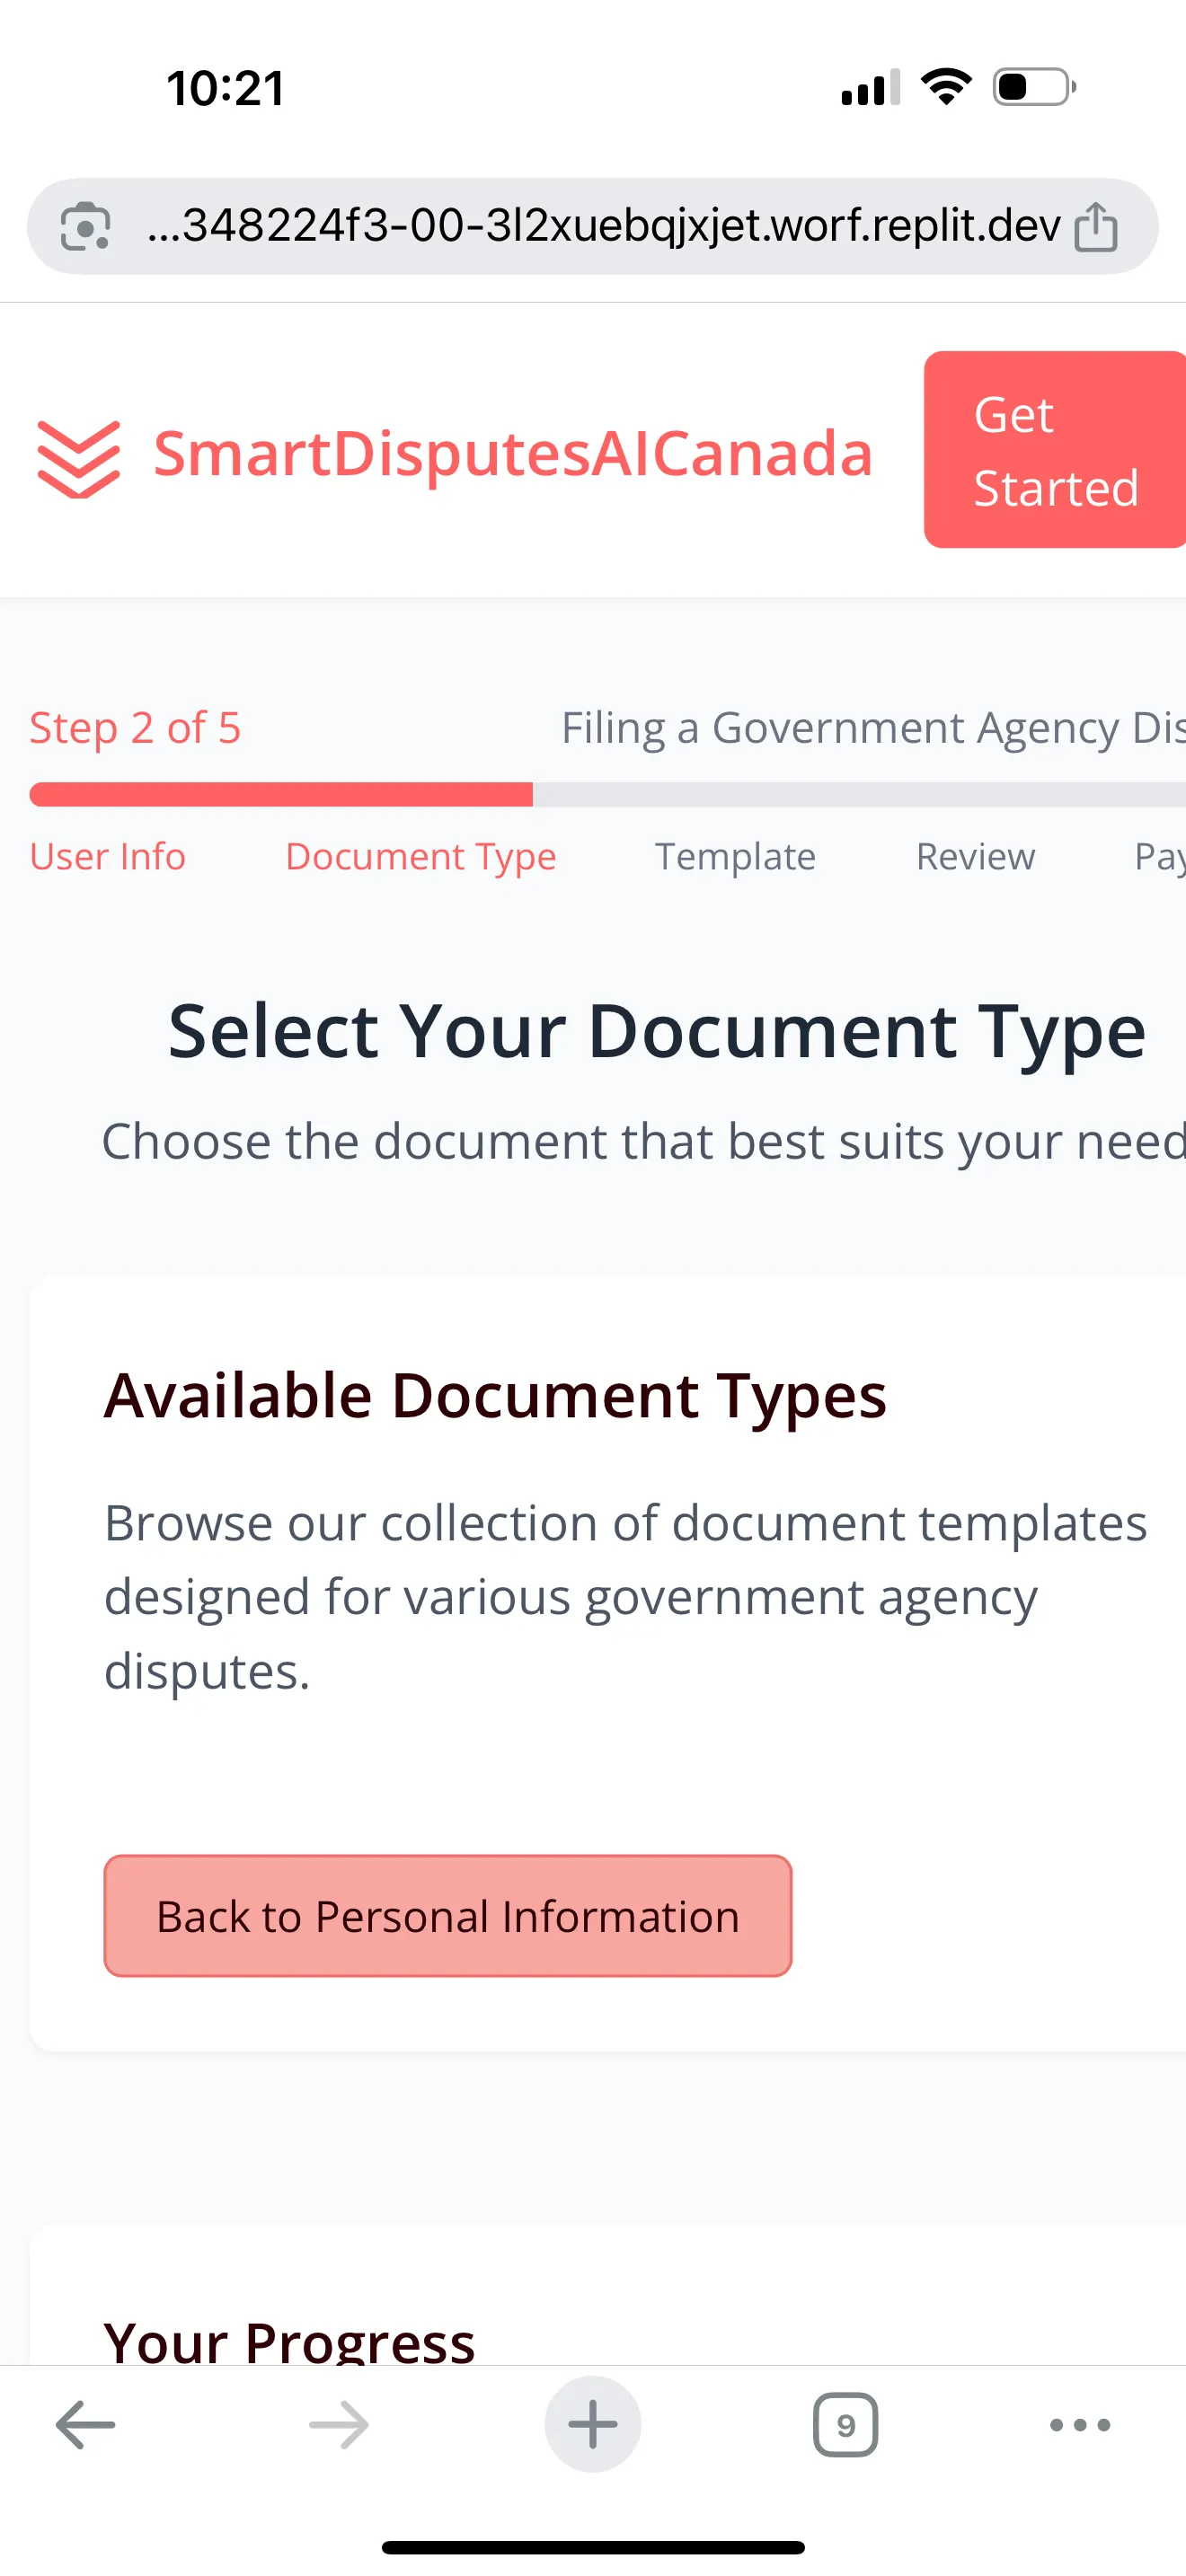 10:21
...348224f3-00-3l2xuebqjxjet.worf.replit.dev
SmartDisputesAICanada
Get
Started
Step 2 of 5
Filing a Government Agency Dis
User Info
Document Type
Template
Review
Pay
Select Your Document Type
Choose the document that best suits your need
Available Document Types
Browse our collection of document templates
designed for various government agency
disputes.
Back to Personal Information
Your Progress
9